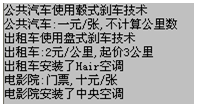 公共汽车使用毂式刹车技术
公共汽车:一元/张,不计算公里数
出租车使用盘式刹车技术
出租车:2元/公里,起价3公里
出租车安装了Hair空调
电影院:门票,十元/张
电影院安装了中央空调